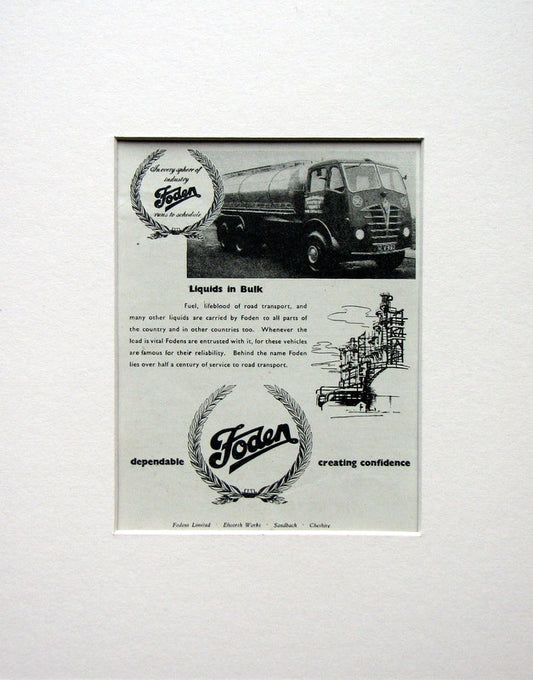 In every sphere of
industry
Foden
runs to schedule
Liquids in Bulk
Fuel, lifeblood of road transport, and
many other liquids are carried by Foden to all parts of
the country and in other countries too. Whenever the
load is vital Fodens are entrusted with it, for these vehicles
are famous for their reliability. Behind the name Foden
lies over half a century of service to road transport.
Foden
dependable
creating confidence
Fodens Limited · Elworth Works · Sandbach · Cheshire